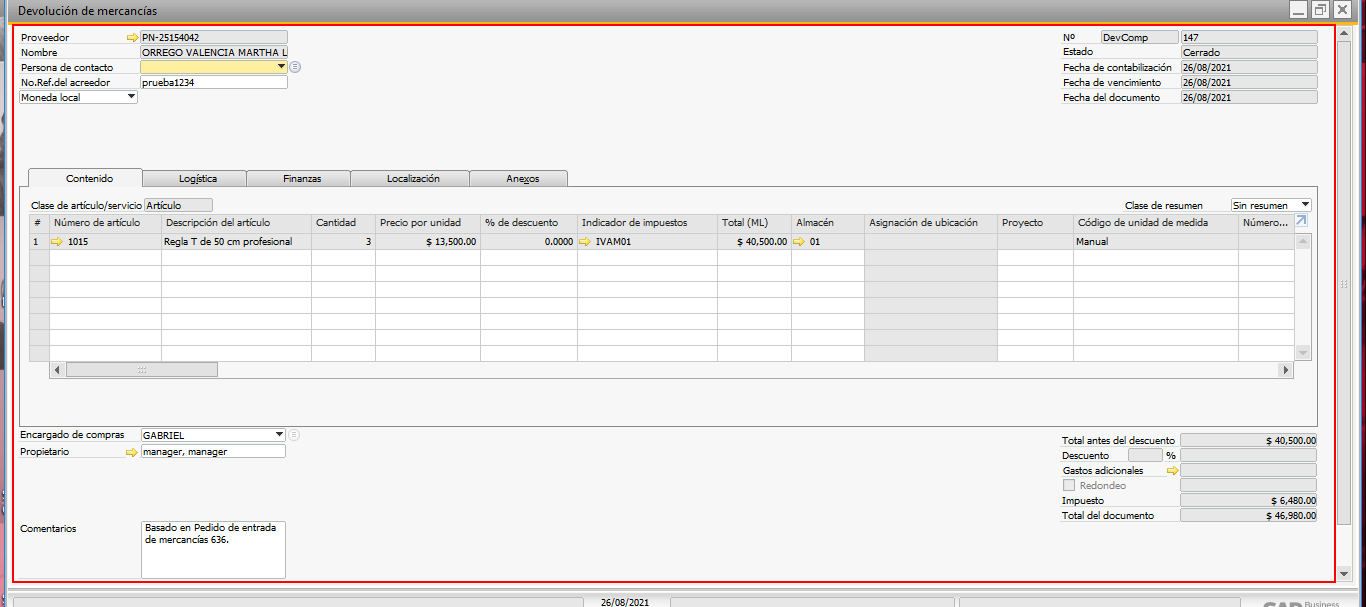 Devolución de mercancías
Proveedor PN-25154042
Nombre ORREGO VALENCIA MARTHA L
Persona de contacto
No.Ref.del acreedor prueba1234
Moneda local
Nº DevComp 147
Estado Cerrado
Fecha de contabilización 26/08/2021
Fecha de vencimiento 26/08/2021
Fecha del documento 26/08/2021
Contenido Logística Finanzas Localización Anexos
Clase de artículo/servicio Artículo Clase de resumen Sin resumen
# Número de artículo Descripción del artículo Cantidad Precio por unidad % de descuento Indicador de impuestos Total (ML) Almacén Asignación de ubicación Proyecto Código de unidad de medida Número...
1 1015 Regla T de 50 cm profesional 3 $ 13,500.00 0.0000 IVAM01 $ 40,500.00 01 Manual
Encargado de compras GABRIEL
Propietario manager, manager
Comentarios Basado en Pedido de entrada
de mercancías 636.
Total antes del descuento $ 40,500.00
Descuento %
Gastos adicionales
Redondeo
Impuesto $ 6,480.00
Total del documento $ 46,980.00
26/08/2021
SAP Business